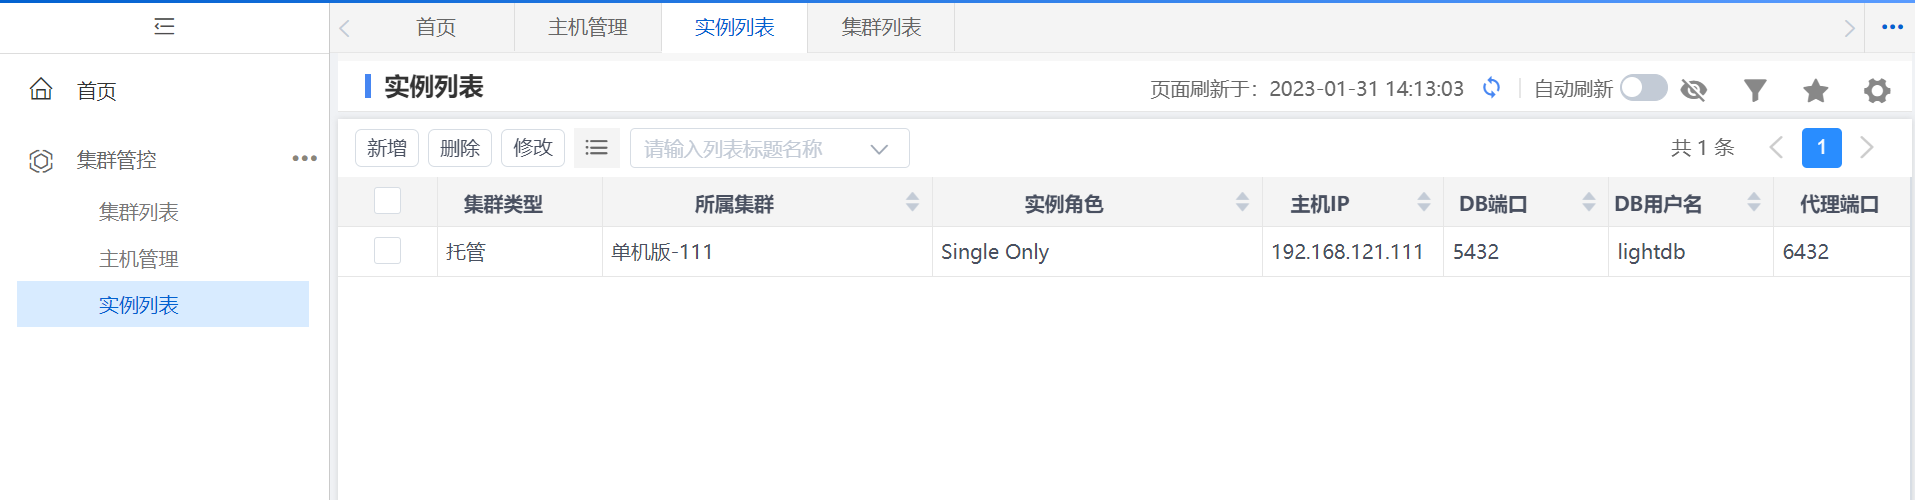 首页
主机管理
实例列表
集群列表
首页
集群管控
集群列表
主机管理
实例列表
实例列表
页面刷新于：2023-01-31 14:13:03
自动刷新
新增
删除
修改
请输入列表标题名称
共 1 条
1
集群类型 所属集群 实例角色 主机IP DB端口 DB用户名 代理端口
托管 单机版-111 Single Only 192.168.121.111 5432 lightdb 6432